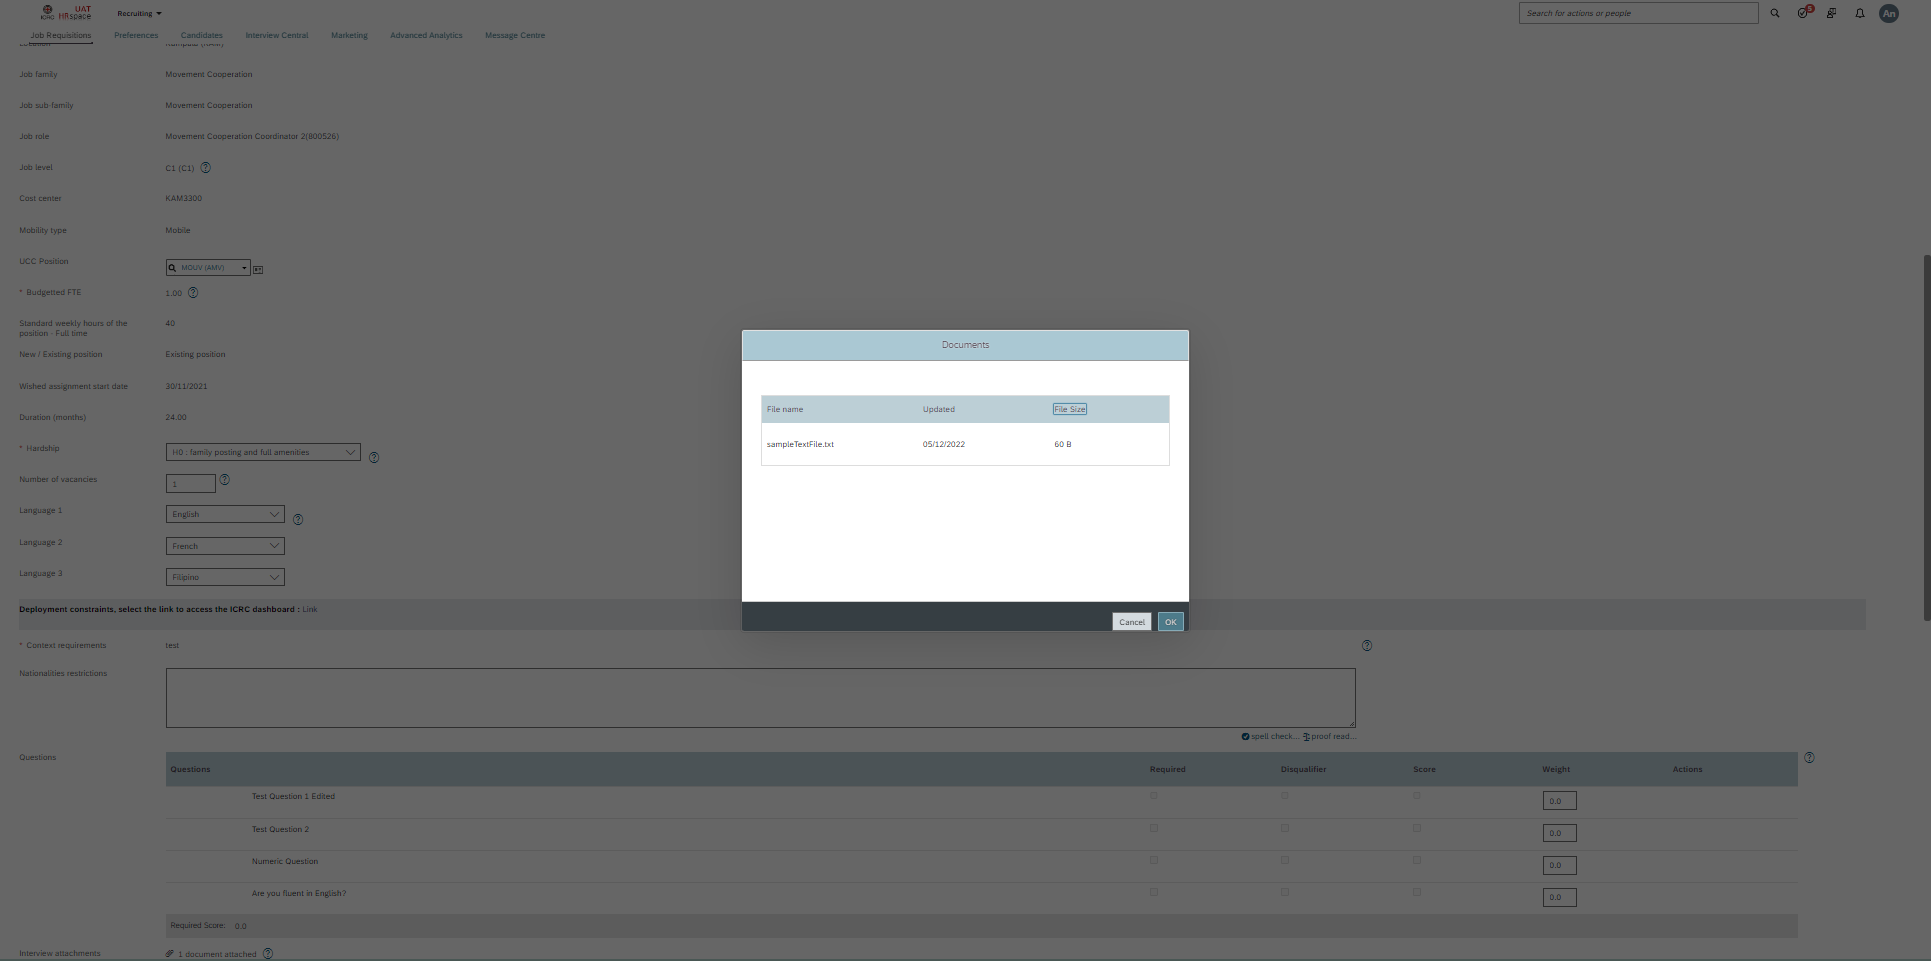 ICRC UAT HRspace Recruiting Search for actions or people 5 An
Job Requisitions Preferences Candidates Interview Central Marketing Advanced Analytics Message Centre
Location Kampala (KAM)
Job family Movement Cooperation
Job sub-family Movement Cooperation
Job role Movement Cooperation Coordinator 2(800526)
Job level C1 (C1) ?
Cost center KAM3300
Mobility type Mobile
UCC Position MOUV (AMV)
* Budgetted FTE 1.00 ?
Standard weekly hours of the
position - Full time 40
New / Existing position Existing position
Wished assignment start date 30/11/2021
Duration (months) 24.00
* Hardship H0 : family posting and full amenities ?
Number of vacancies 1 ?
Language 1 English ?
Language 2 French
Language 3 Filipino
Deployment constraints, select the link to access the ICRC dashboard : Link
* Context requirements test ?
Nationalities restrictions
spell check... proof read...
Questions ?
Questions Required Disqualifier Score Weight Actions
Test Question 1 Edited 0.0
Test Question 2 0.0
Numeric Question 0.0
Are you fluent in English? 0.0
Required Score: 0.0
Interview attachments 1 document attached ?
Documents
File name Updated File Size
sampleTextFile.txt 05/12/2022 60 B
Cancel OK